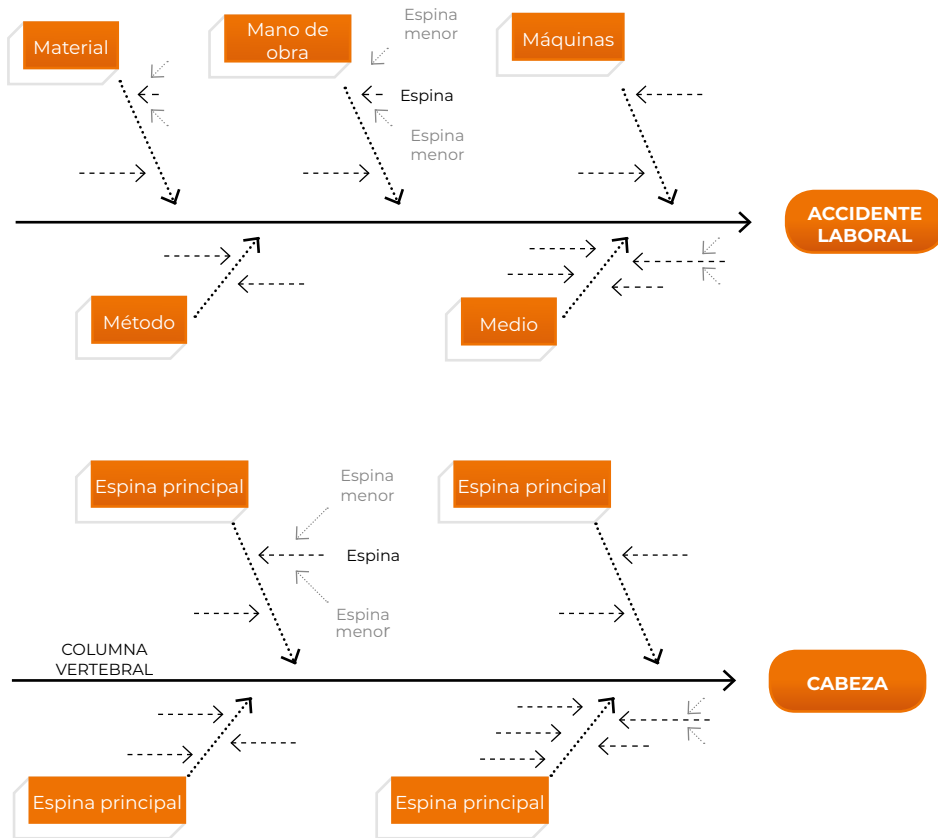 Material
Mano de
obra
Espina
menor
Máquinas
Espina
Espina
menor
ACCIDENTE
LABORAL
Método
Medio
Espina principal
Espina
menor
Espina principal
Espina
Espina
menor
COLUMNA
VERTEBRAL
CABEZA
Espina principal
Espina principal